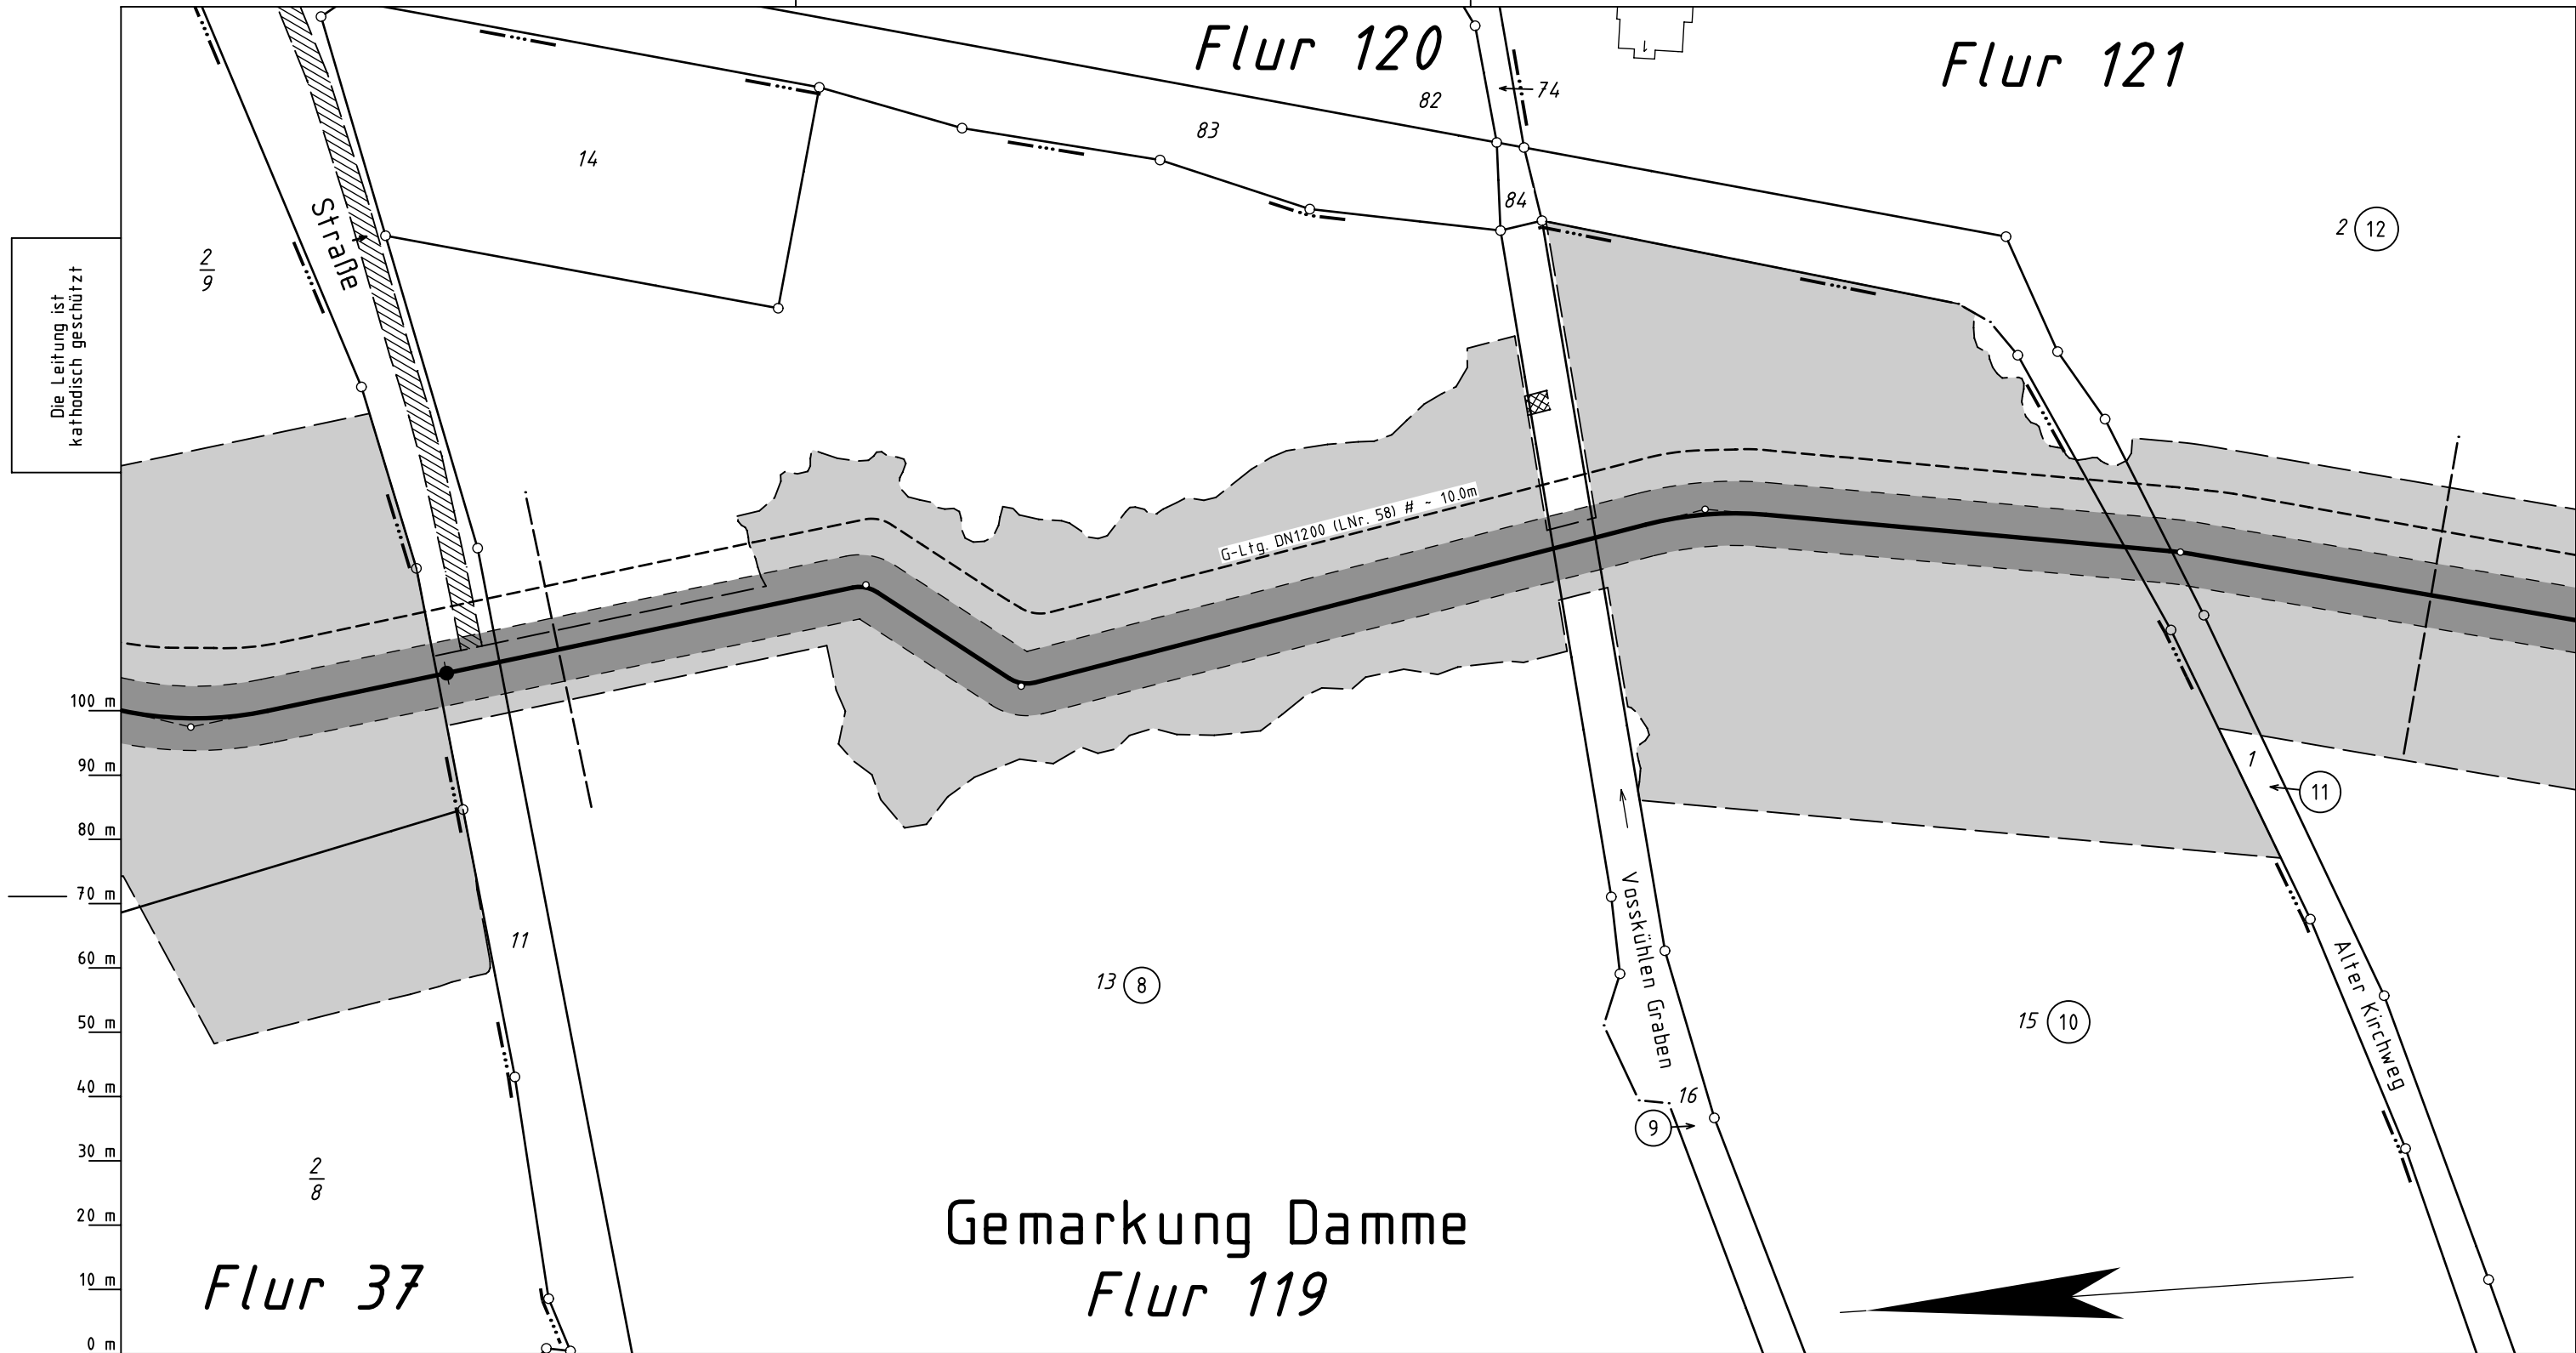 Flur 120
Flur 121
82
74
83
14
84
2
12
Straße
2
9
Die Leitung ist
kathodisch geschützt
G-Ltg. DN1200 (LNr. 58) # ~ 10.0m
100 m
90 m
80 m
70 m
60 m
50 m
40 m
30 m
20 m
10 m
0 m
1
11
11
13
8
Vosskühlen Graben
15
10
Alter Kirchweg
16
9
2
8
Gemarkung Damme
Flur 37
Flur 119